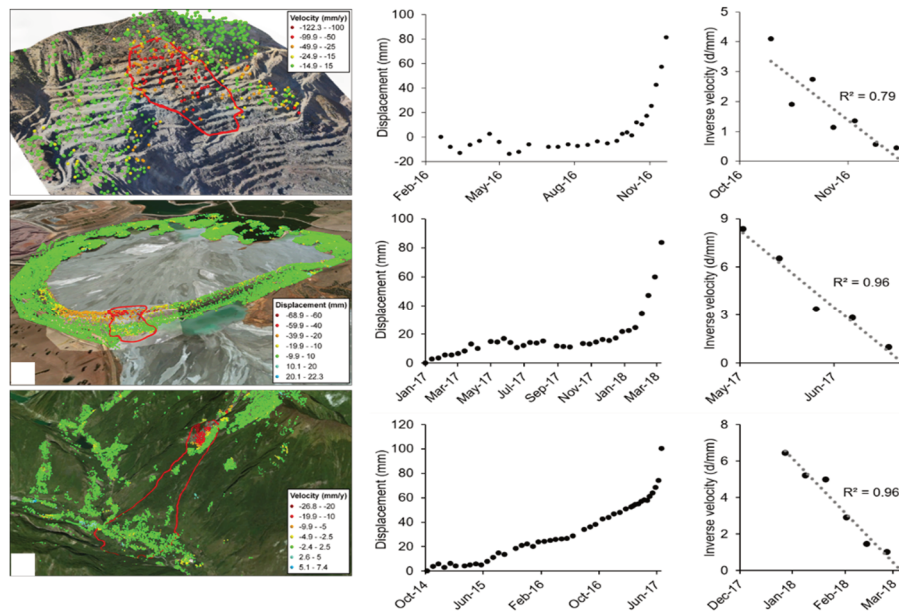 Velocity (mm/y)
-122.3 - -100
-99.9 - -50
-49.9 - -25
-24.9 - -15
-14.9 - 15
Displacement (mm)
100
80
60
40
20
0
-20
Feb-16
May-16
Aug-16
Nov-16
Inverse velocity (d/mm)
5
4
3
2
1
0
R² = 0.79
Oct-16
Nov-16
Displacement (mm)
-68.9 - -60
-59.9 - -40
-39.9 - -20
-19.9 - -10
-9.9 - 10
10.1 - 20
20.1 - 22.3
Displacement (mm)
100
80
60
40
20
0
Jan-17
Mar-17
May-17
Jul-17
Sep-17
Nov-17
Jan-18
Mar-18
Inverse velocity (d/mm)
9
6
3
0
R² = 0.96
May-17
Jun-17
Velocity (mm/y)
-26.8 - -20
-19.9 - -10
-9.9 - -5
-4.9 - -2.5
-2.4 - 2.5
2.6 - 5
5.1 - 7.4
Displacement (mm)
120
100
80
60
40
20
0
Oct-14
Jun-15
Feb-16
Oct-16
Jun-17
Inverse velocity (d/mm)
8
6
4
2
0
R² = 0.96
Dec-17
Jan-18
Feb-18
Mar-18